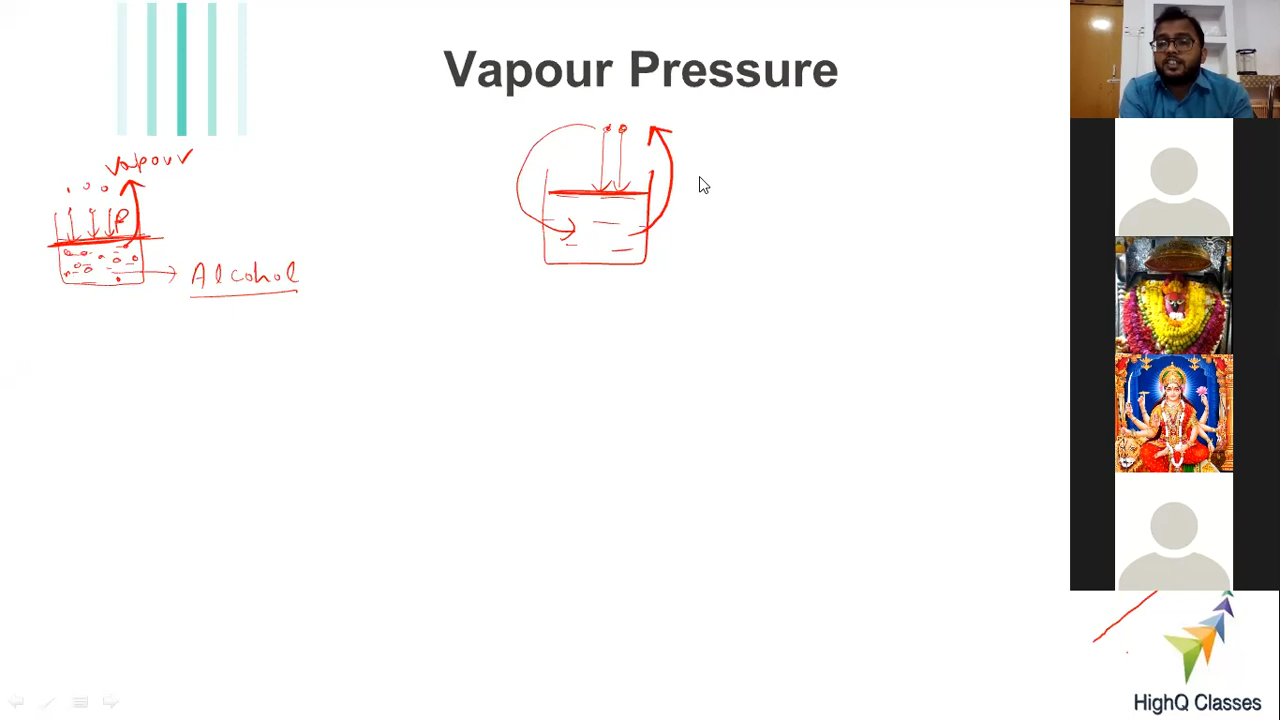 Vapour Pressure
vapour
P
Alcohol
HighQ Classes